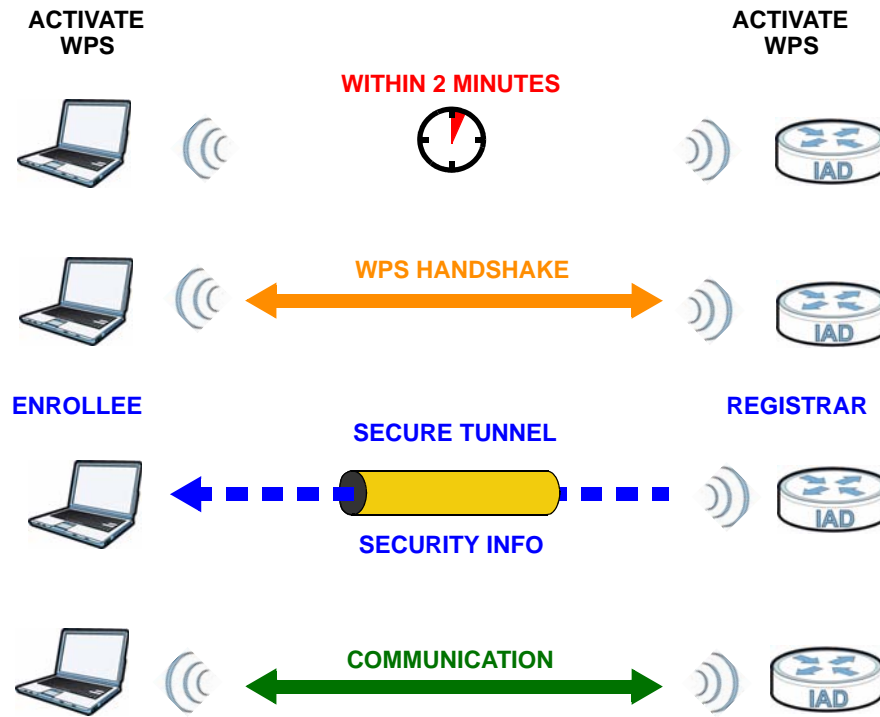 ACTIVATE
WPS
ACTIVATE
WPS
WITHIN 2 MINUTES
IAD
WPS HANDSHAKE
IAD
ENROLLEE
REGISTRAR
SECURE TUNNEL
IAD
SECURITY INFO
COMMUNICATION
IAD